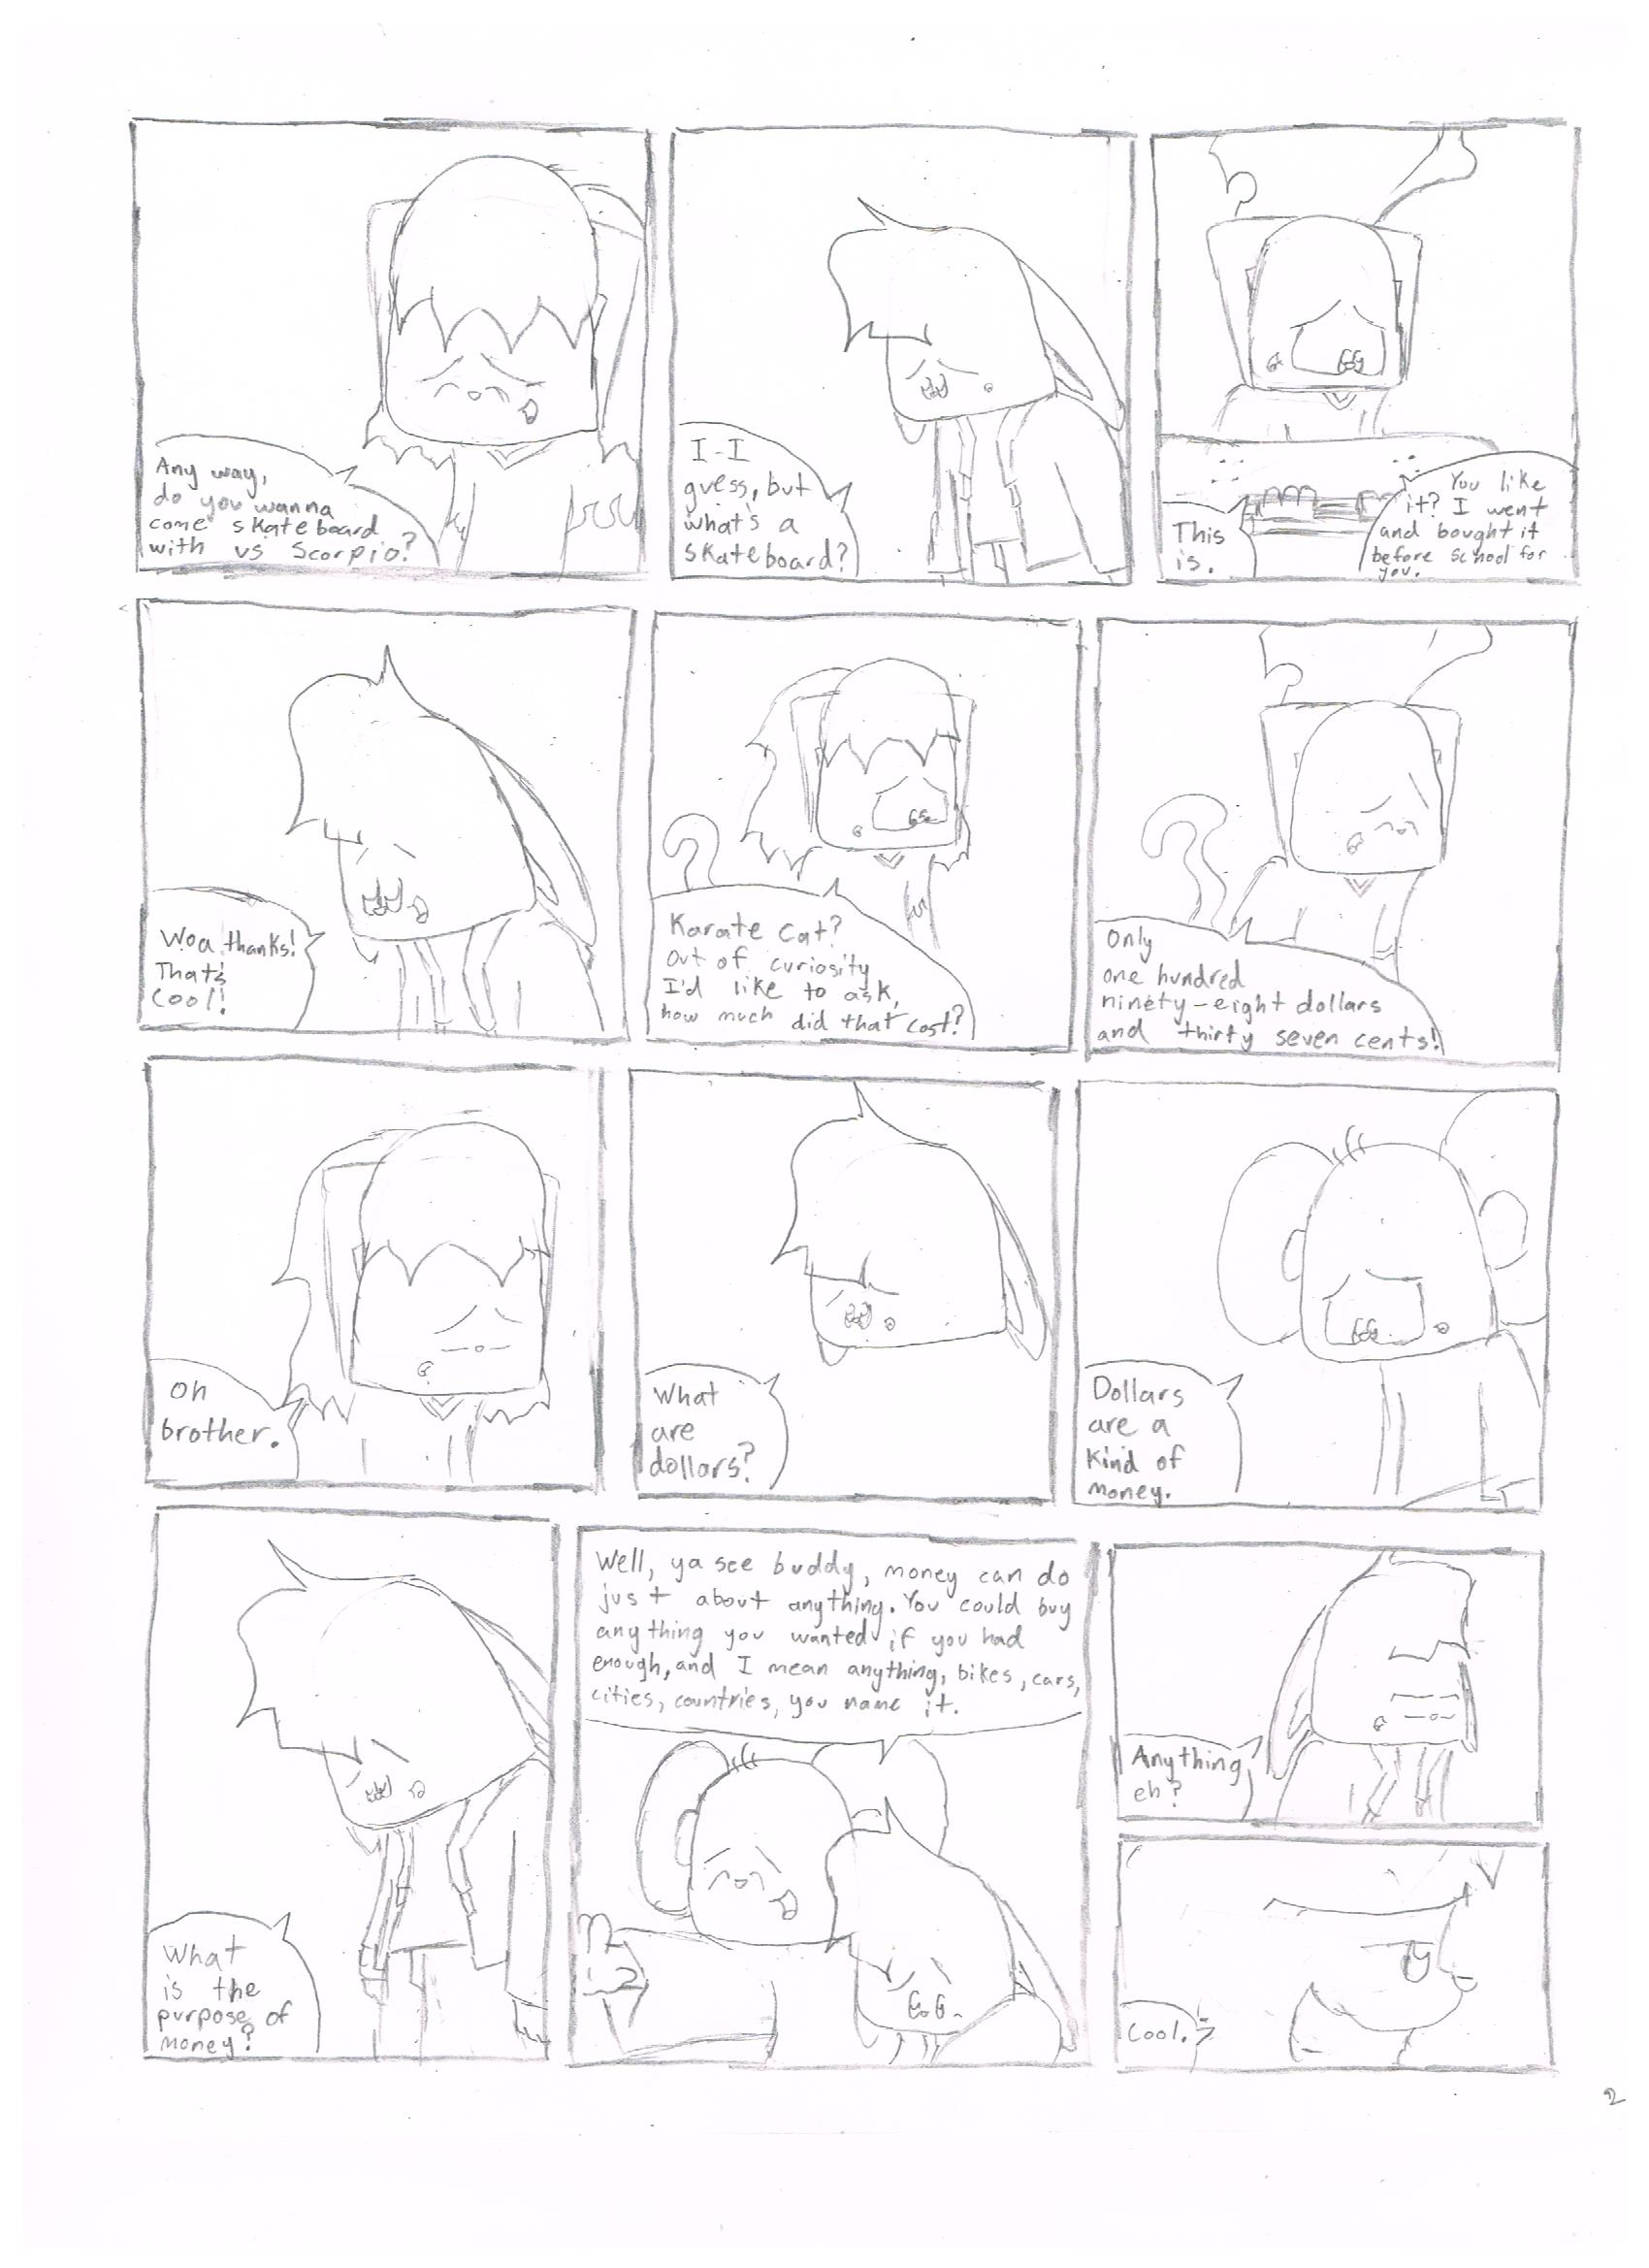 Any way,
do you wanna
come skateboard
with us Scorpio?
I-I
guess, but
what's a
skateboard?
This
is.
You like
it? I went
and bought it
before school for
you.
Woa thanks!
That's
cool!
Karate Cat?
Out of curiosity
I'd like to ask,
how much did that cost?
Only
one hundred
ninety-eight dollars
and thirty seven cents!
Oh
brother.
What
are
dollars?
Dollars
are a
kind of
money.
What
is the
purpose of
money?
Well, ya see buddy, money can do
just about anything. You could buy
anything you wanted if you had
enough, and I mean anything, bikes, cars,
cities, countries, you name it.
Anything
eh?
Cool.
2